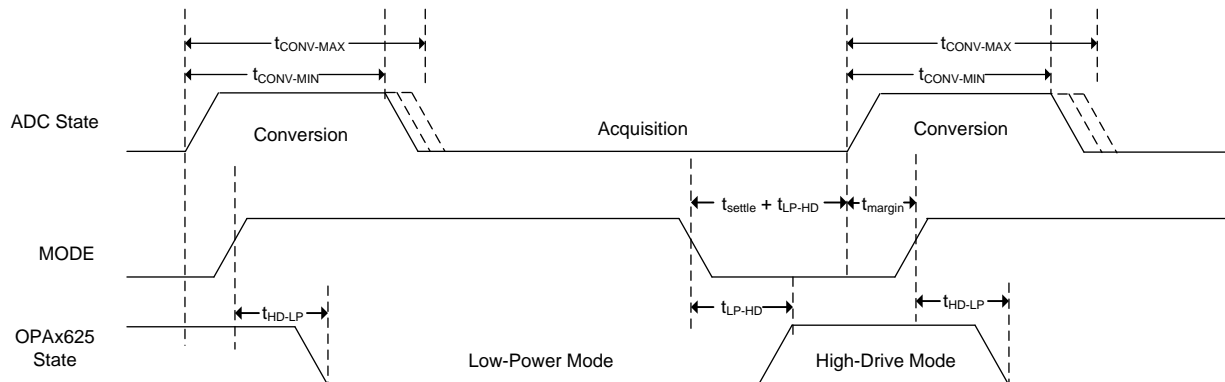 tCONV-MAX
tCONV-MAX
tCONV-MIN
tCONV-MIN
ADC State
Conversion
Acquisition
Conversion
tsettle + tLP-HD
tmargin
MODE
tHD-LP
tLP-HD
tHD-LP
OPAx625
State
Low-Power Mode
High-Drive Mode